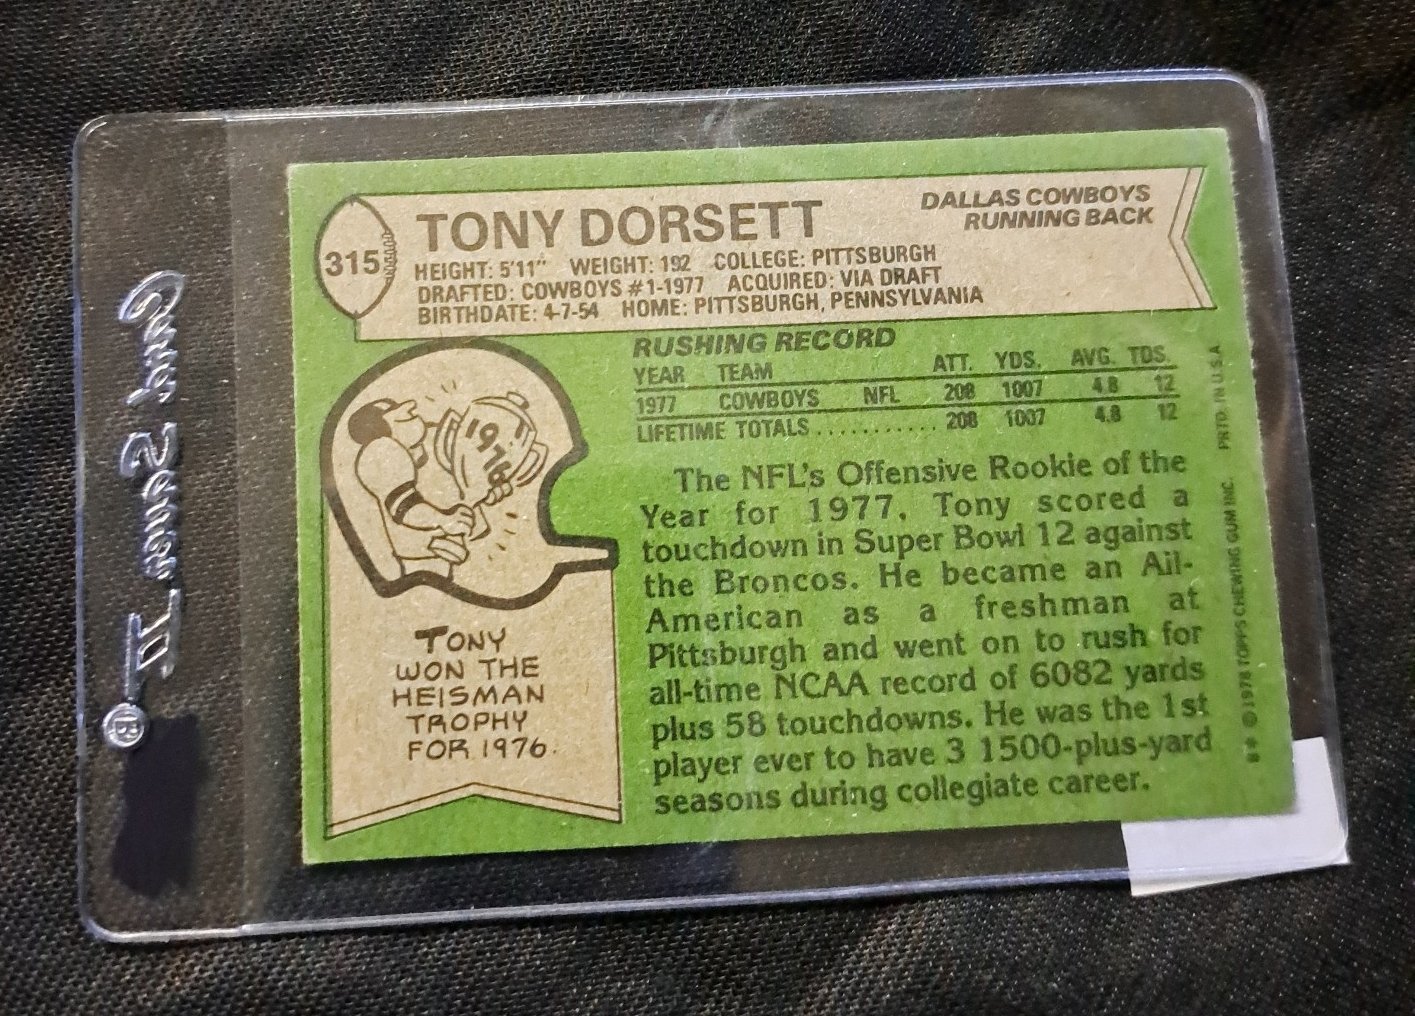 315
TONY DORSETT
DALLAS COWBOYS
RUNNING BACK
HEIGHT: 5'11" WEIGHT: 192 COLLEGE: PITTSBURGH
DRAFTED: COWBOYS #1-1977 ACQUIRED: VIA DRAFT
BIRTHDATE: 4-7-54 HOME: PITTSBURGH, PENNSYLVANIA
RUSHING RECORD
YEAR TEAM ATT. YDS. AVG. TDS.
1977 COWBOYS NFL 208 1007 4.8 12
LIFETIME TOTALS........... 208 1007 4.8 12
1976
TONY
WON THE
HEISMAN
TROPHY
FOR 1976.
The NFL's Offensive Rookie of the
Year for 1977, Tony scored a
touchdown in Super Bowl 12 against
the Broncos. He became an All-
American as a freshman at
Pittsburgh and went on to rush for
all-time NCAA record of 6082 yards
plus 58 touchdowns. He was the 1st
player ever to have 3 1500-plus-yard
seasons during collegiate career.
** © 1978 TOPPS CHEWING GUM INC. PRTD. IN U.S.A.
Card Saver II
®